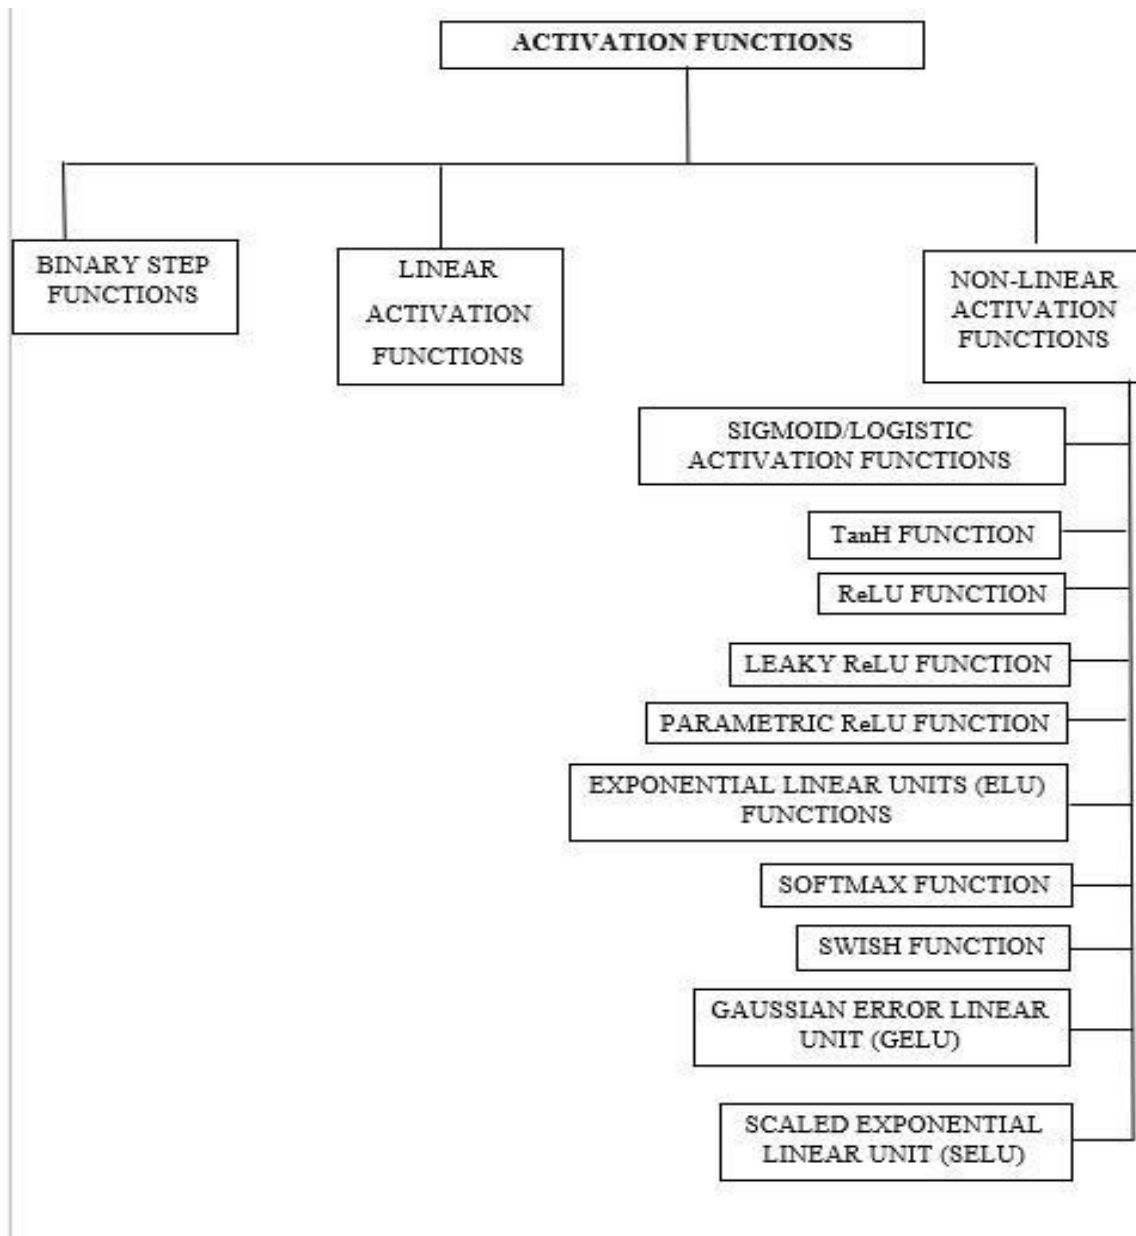 ACTIVATION FUNCTIONS
BINARY STEP
FUNCTIONS
LINEAR
ACTIVATION
FUNCTIONS
NON-LINEAR
ACTIVATION
FUNCTIONS
SIGMOID/LOGISTIC
ACTIVATION FUNCTIONS
TanH FUNCTION
ReLU FUNCTION
LEAKY ReLU FUNCTION
PARAMETRIC ReLU FUNCTION
EXPONENTIAL LINEAR UNITS (ELU)
FUNCTIONS
SOFTMAX FUNCTION
SWISH FUNCTION
GAUSSIAN ERROR LINEAR
UNIT (GELU)
SCALED EXPONENTIAL
LINEAR UNIT (SELU)